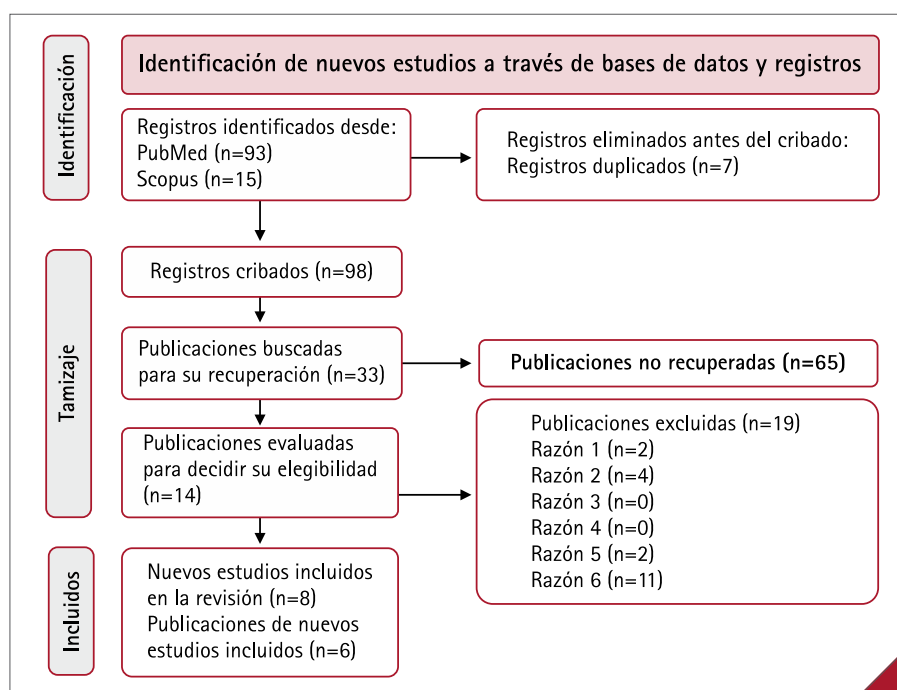 Identificación
Identificación de nuevos estudios a través de bases de datos y registros
Registros identificados desde:
PubMed (n=93)
Scopus (n=15)
Registros eliminados antes del cribado:
Registros duplicados (n=7)
Tamizaje
Registros cribados (n=98)
Publicaciones buscadas
para su recuperación (n=33)
Publicaciones no recuperadas (n=65)
Publicaciones evaluadas
para decidir su elegibilidad
(n=14)
Publicaciones excluidas (n=19)
Razón 1 (n=2)
Razón 2 (n=4)
Razón 3 (n=0)
Razón 4 (n=0)
Razón 5 (n=2)
Razón 6 (n=11)
Incluidos
Nuevos estudios incluidos
en la revisión (n=8)
Publicaciones de nuevos
estudios incluidos (n=6)